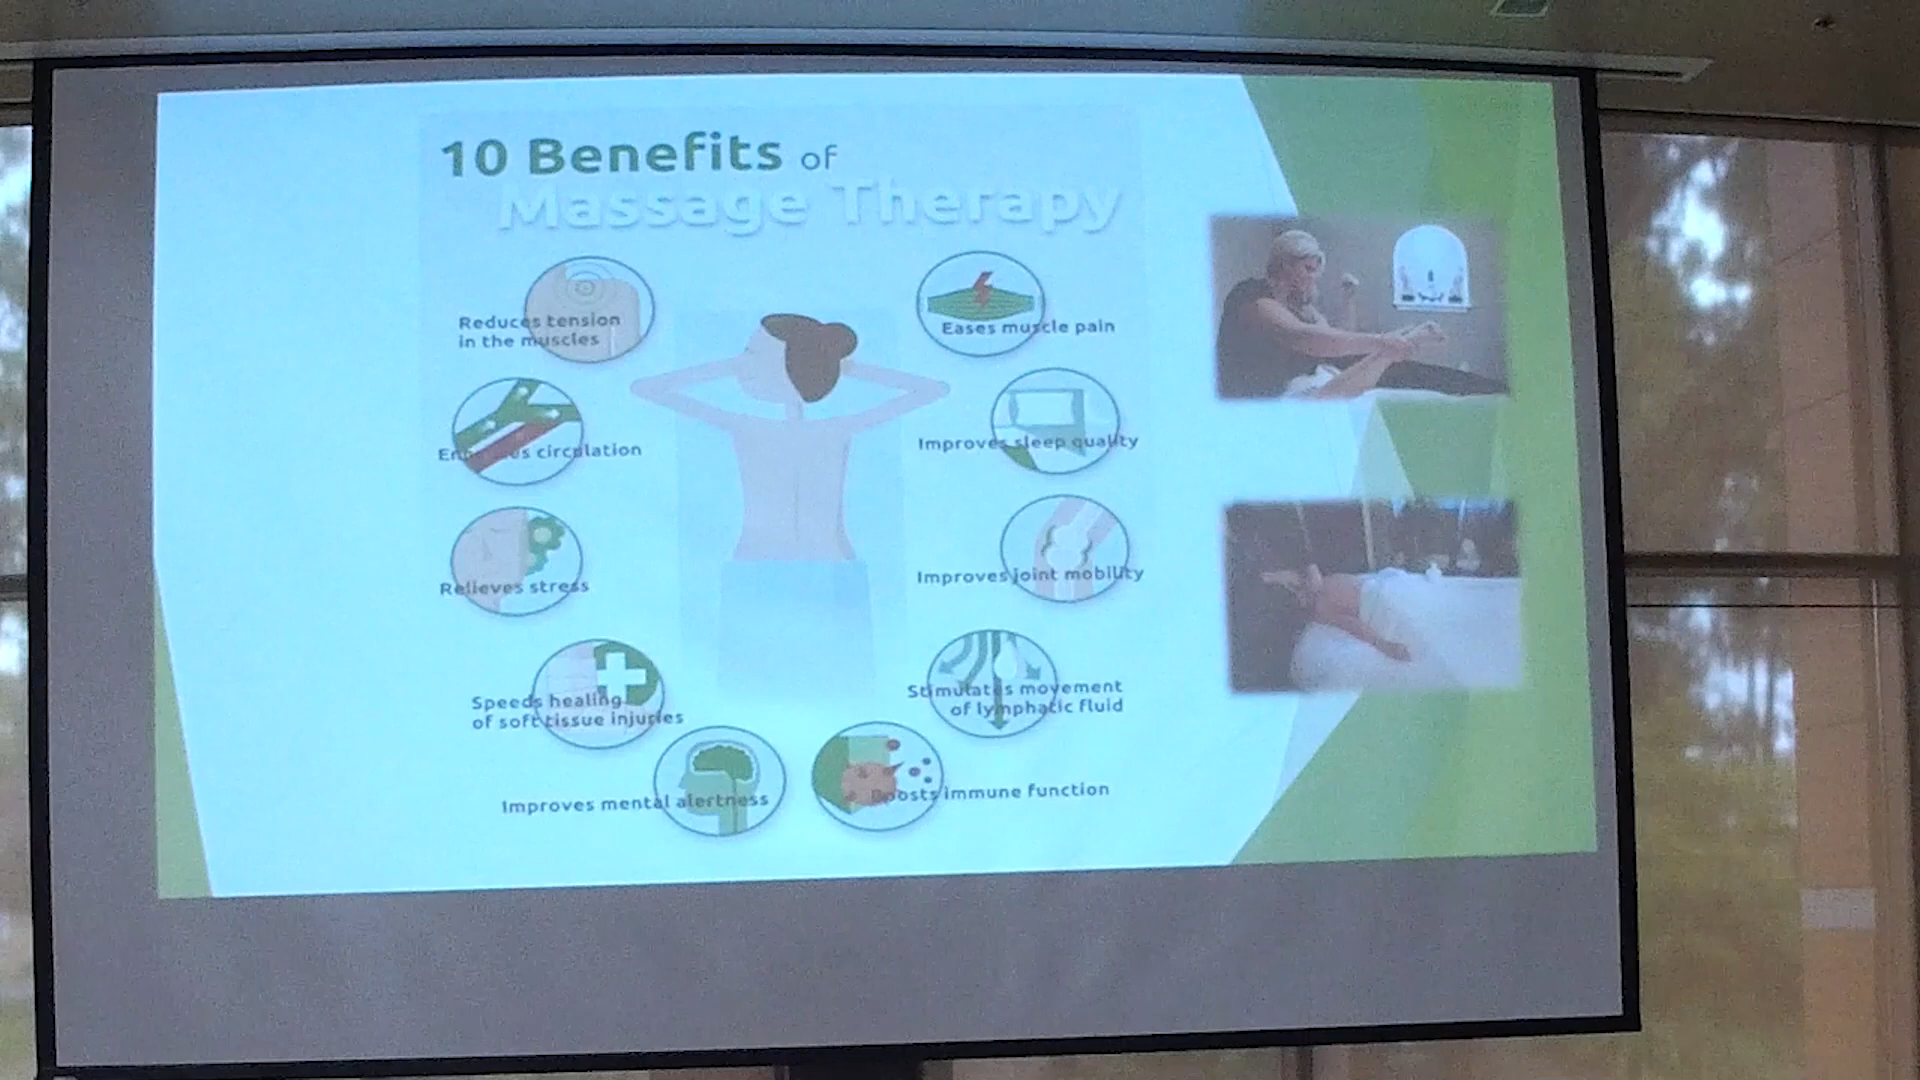 10 Benefits of
Massage Therapy
Reduces tension
in the muscles
Eases muscle pain
circulation
Improves sleep quality
Relieves stress
Improves joint mobility
Speeds healing
of soft tissue injuries
Stimulates movement
of lymphatic fluid
Improves mental alertness
Boosts immune function